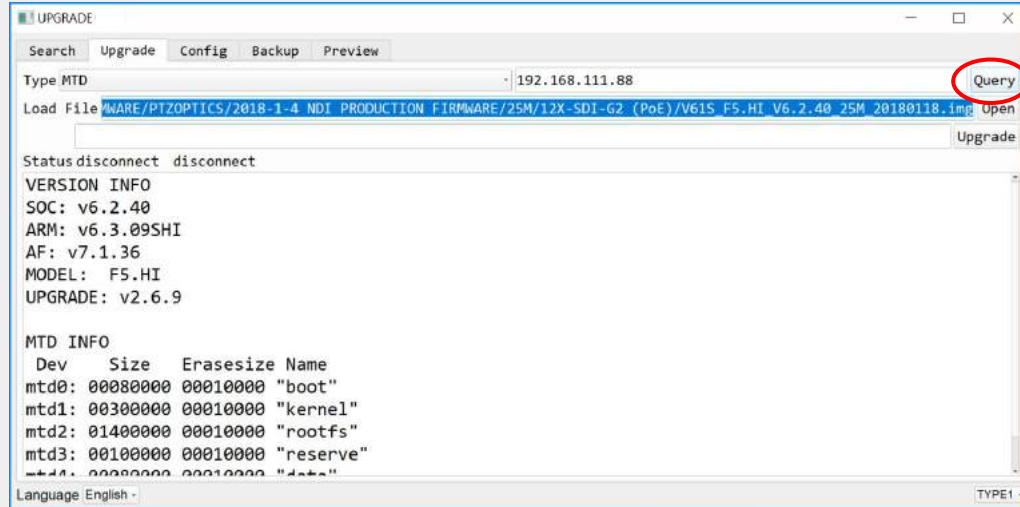 UPGRADE
Search Upgrade Config Backup Preview
Type MTD 192.168.111.88 Query
Load File MWARE/PTZOPTICS/2018-1-4 NDI PRODUCTION FIRMWARE/25M/12X-SDI-G2 (PoE)/V61S_F5.HI_V6.2.40_25M_20180118.img Open
Upgrade
Status disconnect disconnect
VERSION INFO
SOC: v6.2.40
ARM: v6.3.09SHI
AF: v7.1.36
MODEL: F5.HI
UPGRADE: v2.6.9
MTD INFO
Dev Size Erasesize Name
mtd0: 00080000 00010000 "boot"
mtd1: 00300000 00010000 "kernel"
mtd2: 01400000 00010000 "rootfs"
mtd3: 00100000 00010000 "reserve"
mtd4: 00080000 00010000 "data"
Language English TYPE1